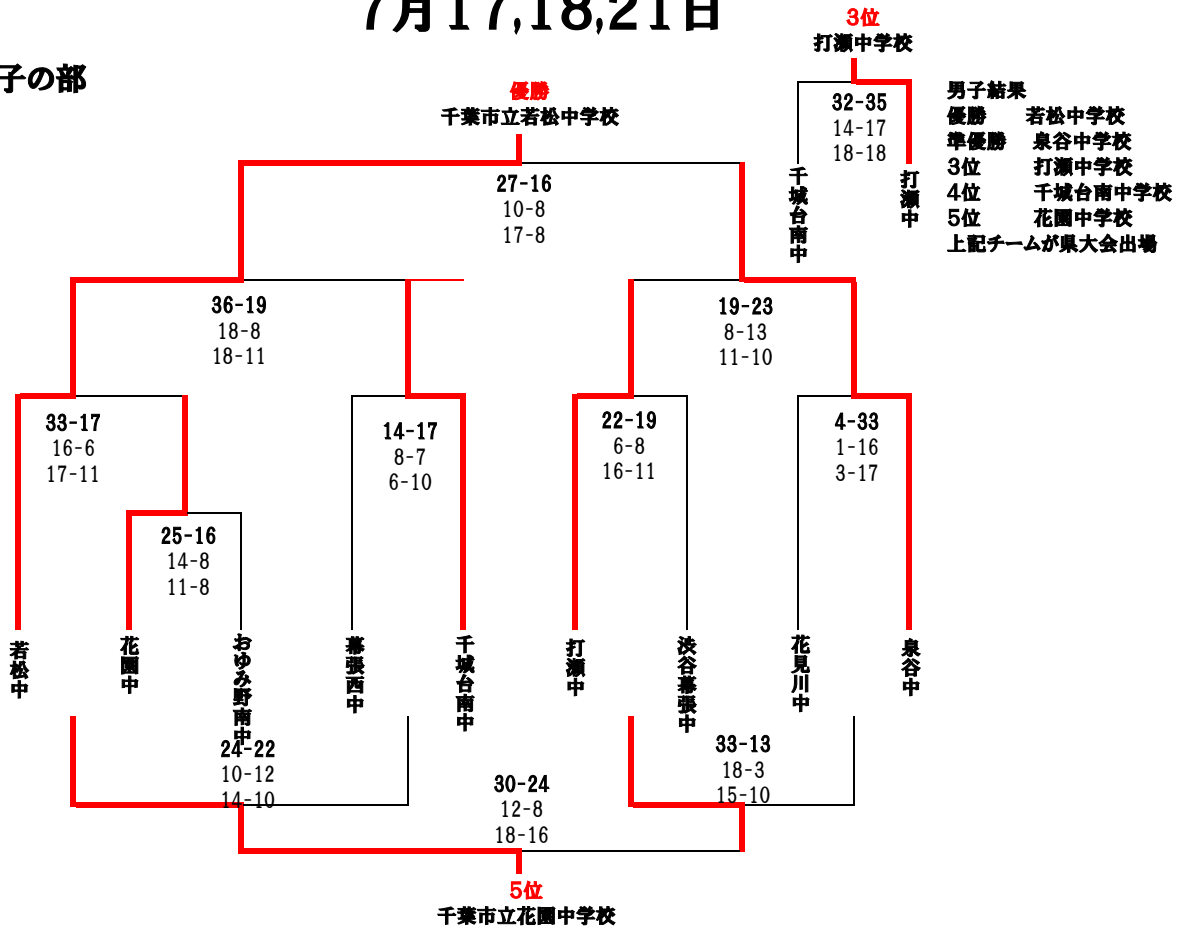 7月17,18,21日
子の部
3位
打瀬中学校
32-35
14-17
18-18
千城台南中
打瀬中
男子結果
優勝 若松中学校
準優勝 泉谷中学校
3位 打瀬中学校
4位 千城台南中学校
5位 花園中学校
上記チームが県大会出場
優勝
千葉市立若松中学校
27-16
10-8
17-8
36-19
18-8
18-11
19-23
8-13
11-10
33-17
16-6
17-11
14-17
8-7
6-10
22-19
6-8
16-11
4-33
1-16
3-17
25-16
14-8
11-8
若松中
花園中
おゆみ野南中
幕張西中
千城台南中
打瀬中
渋谷幕張中
花見川中
泉谷中
24-22
10-12
14-10
33-13
18-3
15-10
30-24
12-8
18-16
5位
千葉市立花園中学校